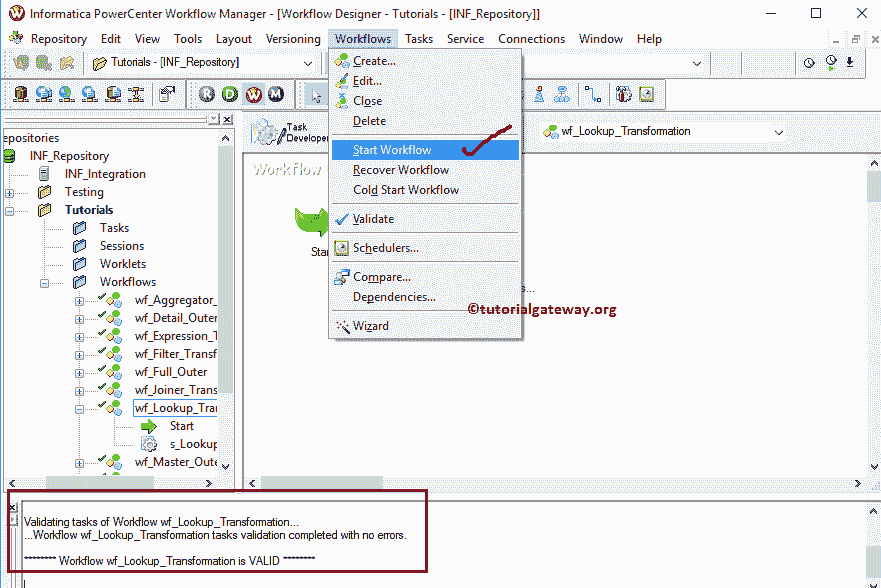 Informatica PowerCenter Workflow Manager - [Workflow Designer - Tutorials - [INF_Repository]]
Repository Edit View Tools Layout Versioning Workflows Tasks Service Connections Window Help
Tutorials - [INF_Repository]
R D W M
Create...
Edit...
Close
Delete
Start Workflow
Recover Workflow
Cold Start Workflow
Validate
Schedulers...
Compare...
Dependencies...
Wizard
epositories
INF_Repository
INF_Integration
Testing
Tutorials
Tasks
Sessions
Worklets
Workflows
wf_Aggregator_
wf_Detail_Outer
wf_Expression_T
wf_Filter_Transf
wf_Full_Outer
wf_Joiner_Trans
wf_Lookup_Tra
Start
s_Lookup
wf_Master_Oute
Task
Developer
wf_Lookup_Transformation
Workflow
Star
s...
©tutorialgateway.org
Validating tasks of Workflow wf_Lookup_Transformation...
...Workflow wf_Lookup_Transformation tasks validation completed with no errors.
******** Workflow wf_Lookup_Transformation is VALID ********